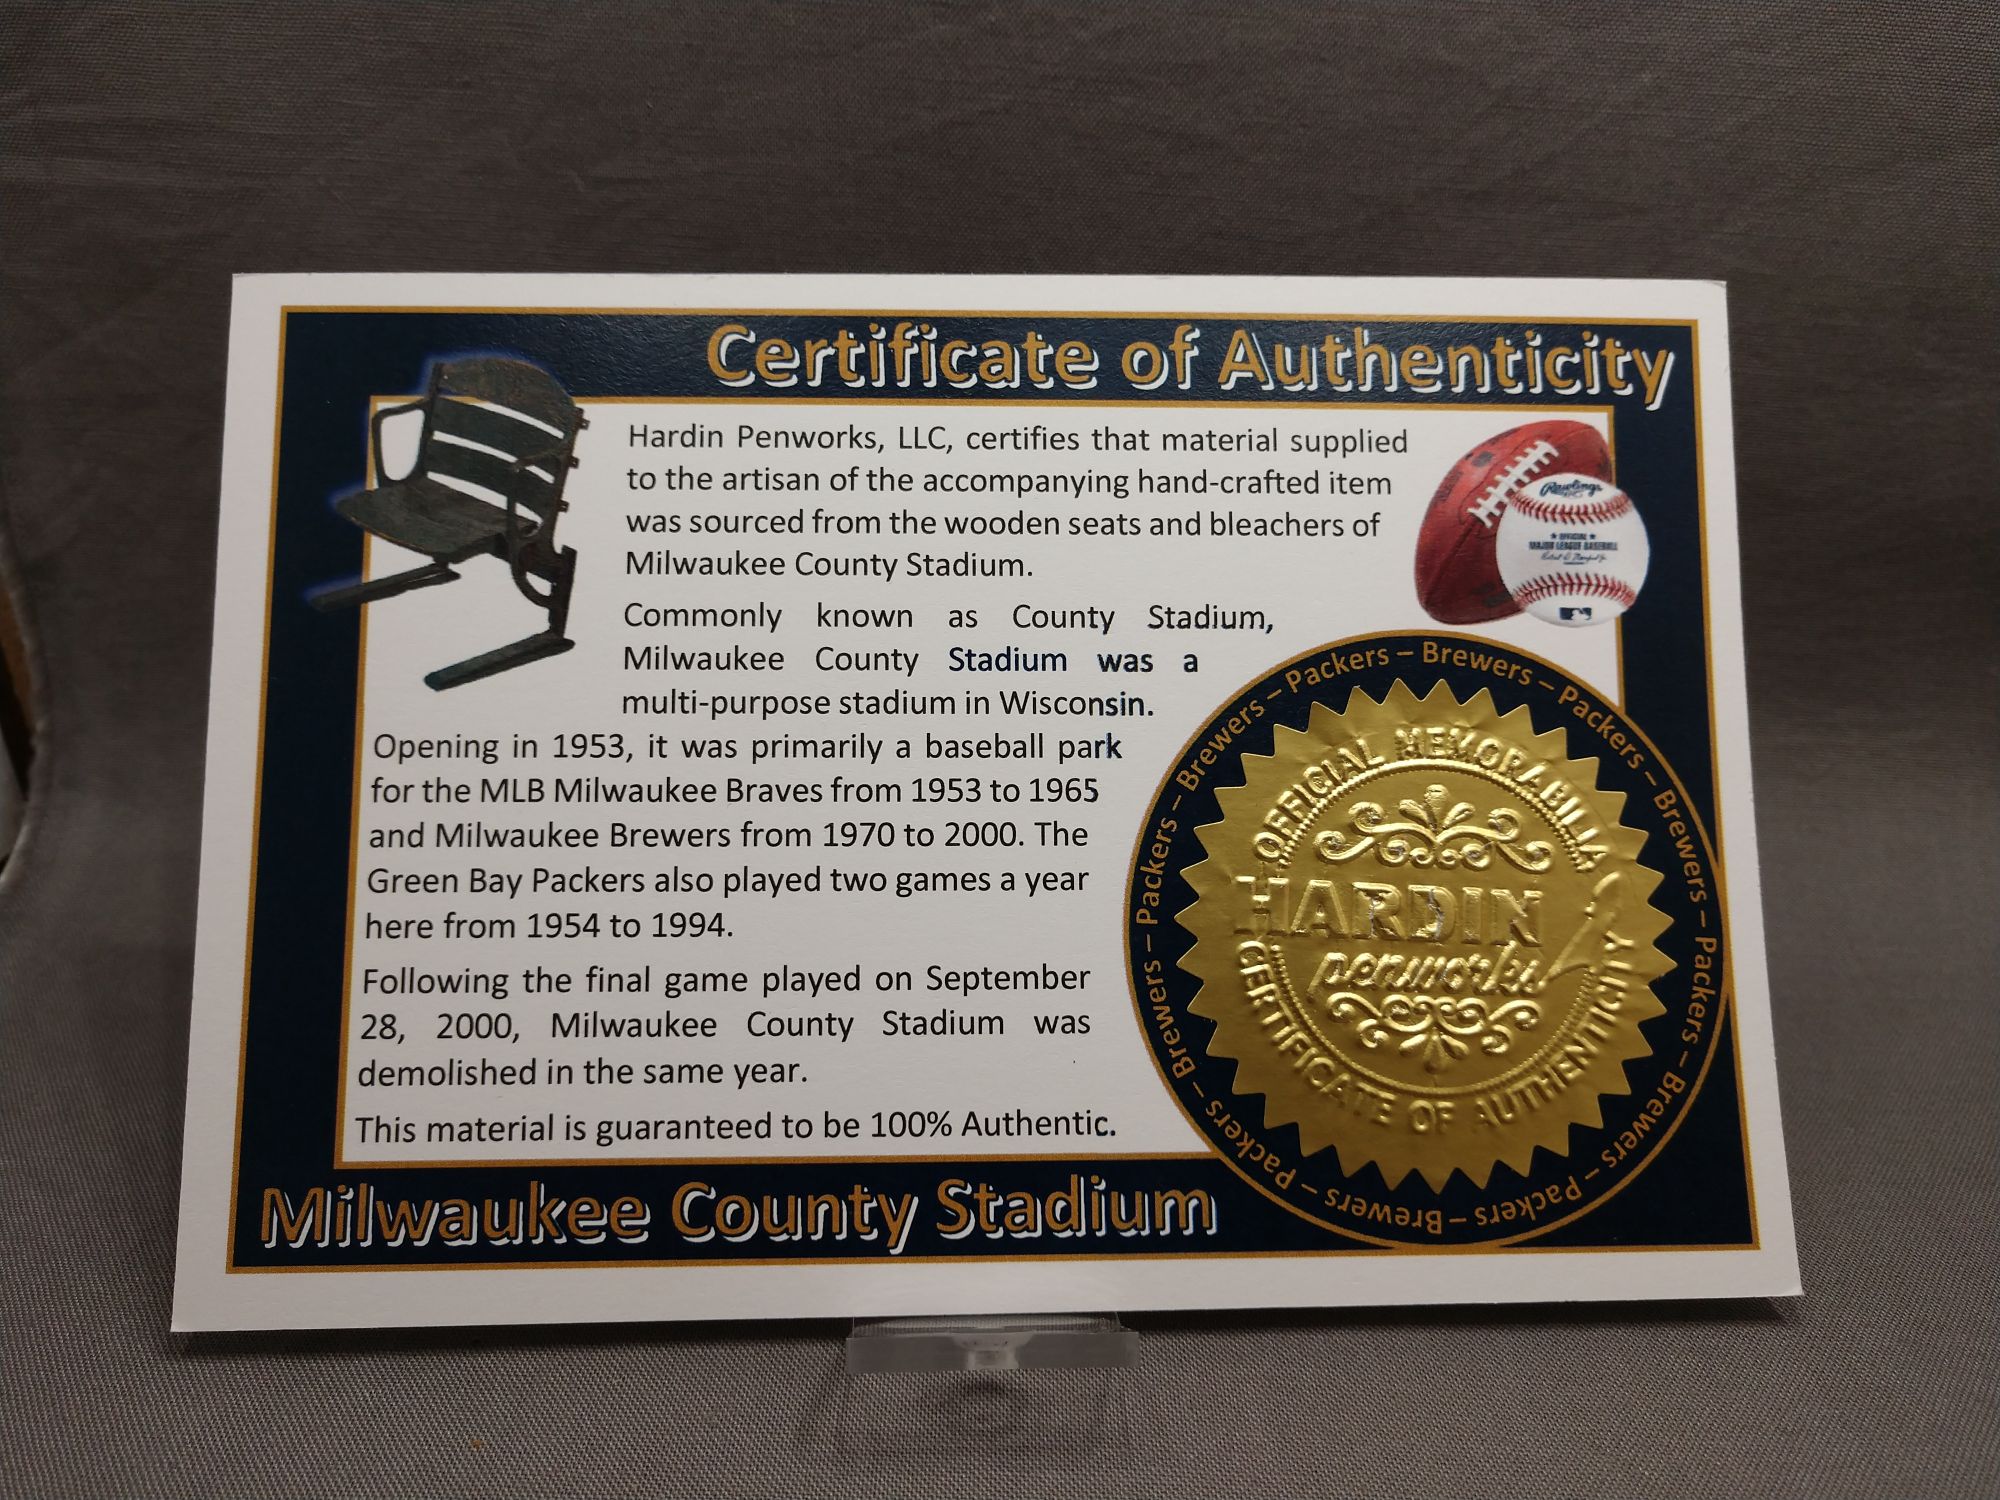 Certificate of Authenticity
Hardin Penworks, LLC, certifies that material supplied
to the artisan of the accompanying hand-crafted item
was sourced from the wooden seats and bleachers of
Milwaukee County Stadium.
Commonly known as County Stadium,
Milwaukee County Stadium was a
multi-purpose stadium in Wisconsin.
Opening in 1953, it was primarily a baseball park
for the MLB Milwaukee Braves from 1953 to 1965
and Milwaukee Brewers from 1970 to 2000. The
Green Bay Packers also played two games a year
here from 1954 to 1994.
Following the final game played on September
28, 2000, Milwaukee County Stadium was
demolished in the same year.
This material is guaranteed to be 100% Authentic.
Milwaukee County Stadium
Rawlings
OFFICIAL
MAJOR LEAGUE BASEBALL
Packers – Brewers – Packers – Brewers – Packers – Brewers – Packers – Brewers – Packers – Brewers – Packers – Brewers –
OFFICIAL MEMORABILIA
HARDIN
penworks
CERTIFICATE OF AUTHENTICITY